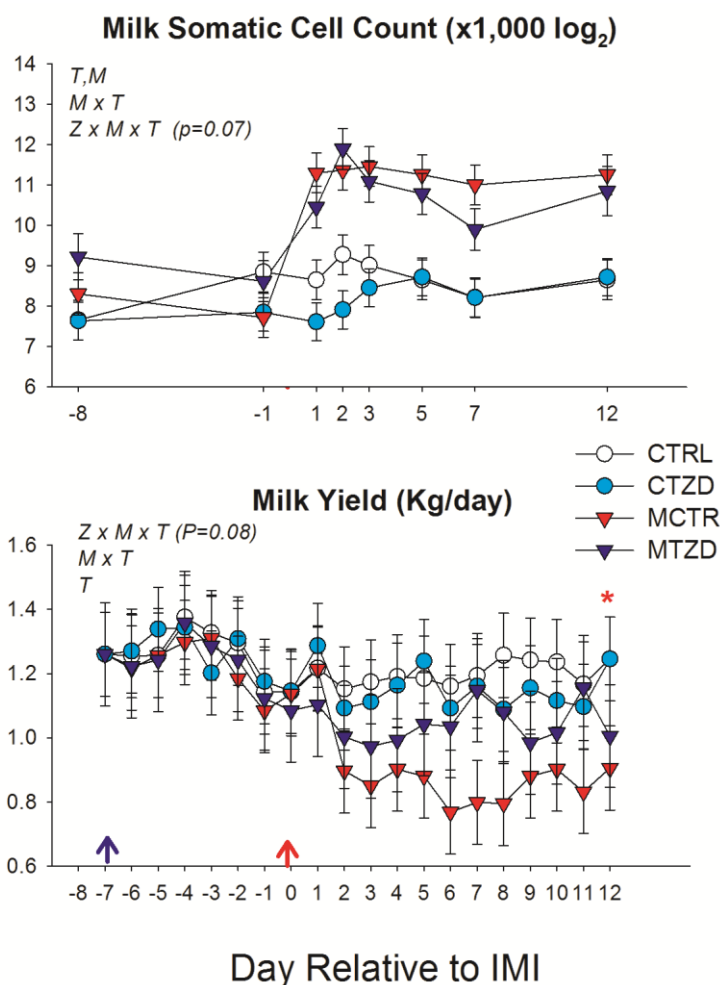 Milk Somatic Cell Count (x1,000 log₂)
14
T,M
13
M x T
12
Z x M x T (p=0.07)
11
10
9
8
7
6
-8 -1 1 2 3 5 7 12
CTRL
CTZD
MCTR
MTZD
Milk Yield (Kg/day)
Z x M x T (P=0.08)
M x T
T
1.6
1.4
*
1.2
1.0
0.8
0.6
-8 -7 -6 -5 -4 -3 -2 -1 0 1 2 3 4 5 6 7 8 9 10 11 12
Day Relative to IMI